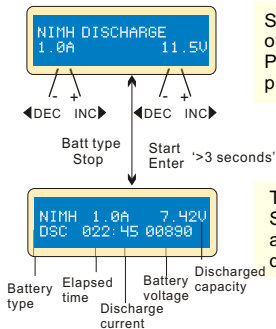 NIMH DISCHARGE
1.0A 11.5V
- + - +
DEC INC DEC INC
Batt type
Stop
Start
Enter '>3 seconds'
NIMH 1.0A 7.42V
DSC 022:45 00890
Battery
type
Elapsed
time
Discharge
current
Battery
voltage
Discharged
capacity